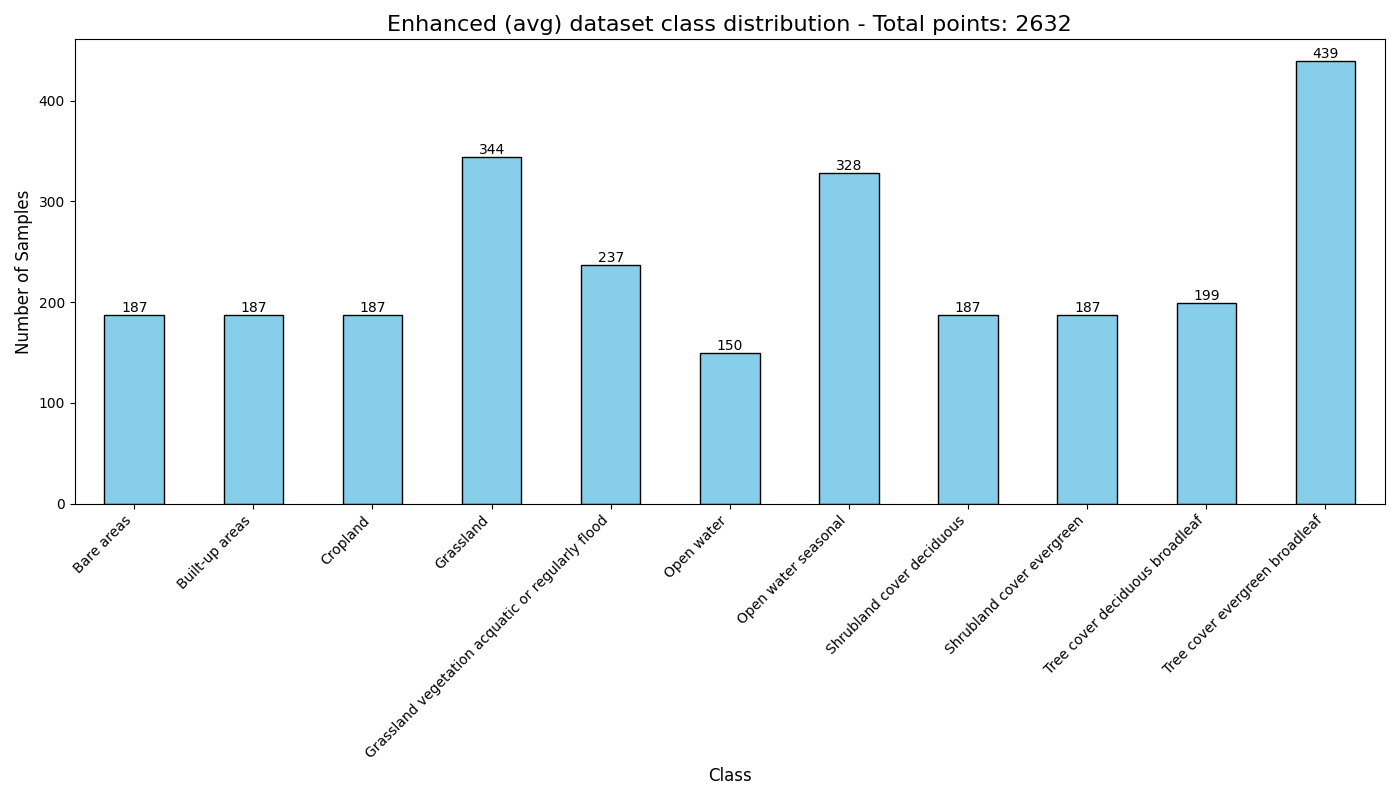 Enhanced (avg) dataset class distribution - Total points: 2632
Number of Samples
400
300
200
100
0
187
187
187
344
237
150
328
187
187
199
439
Bare areas
Built-up areas
Cropland
Grassland
Grassland vegetation acquatic or regularly flood
Open water
Open water seasonal
Shrubland cover deciduous
Shrubland cover evergreen
Tree cover deciduous broadleaf
Tree cover evergreen broadleaf
Class